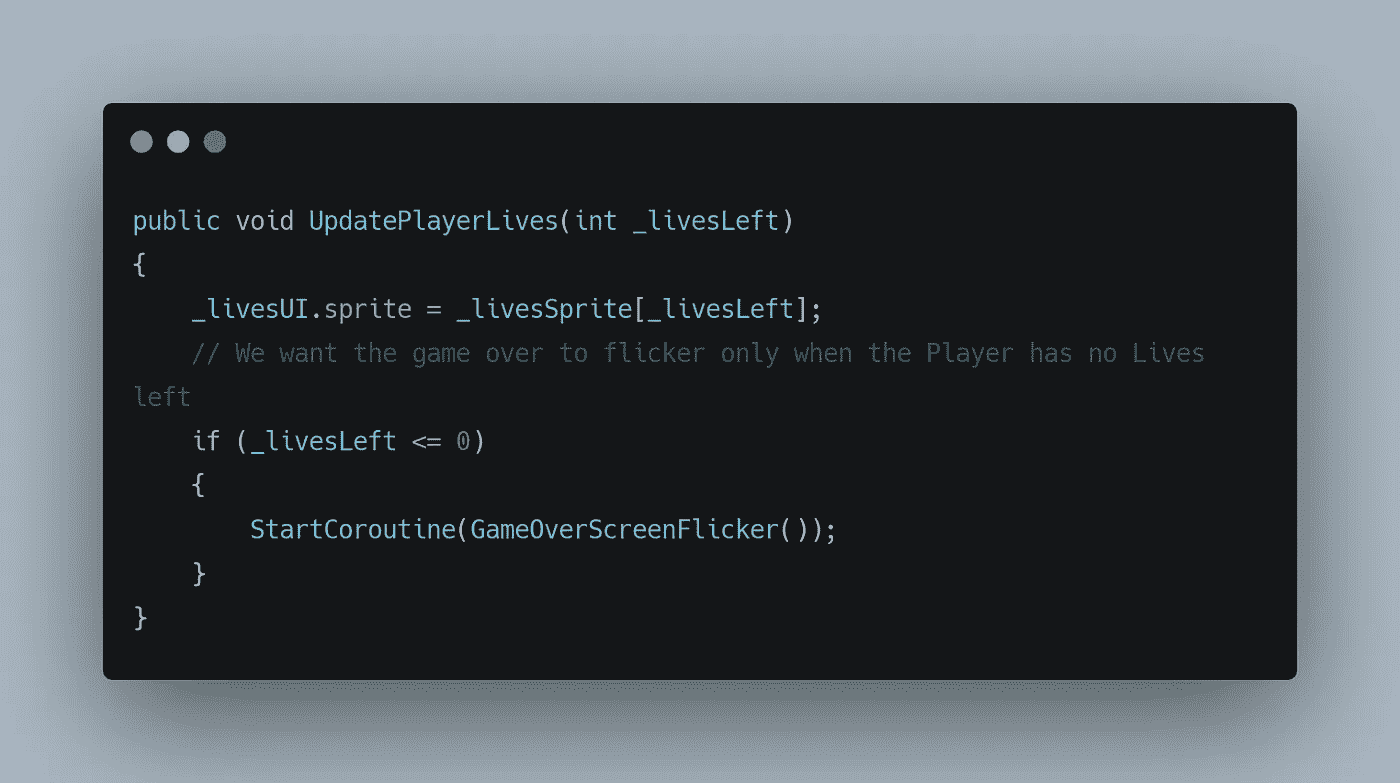 public void UpdatePlayerLives(int _livesLeft)
{
    _livesUI.sprite = _livesSprite[_livesLeft];
    // We want the game over to flicker only when the Player has no Lives
left
    if (_livesLeft <= 0)
    {
        StartCoroutine(GameOverScreenFlicker());
    }
}